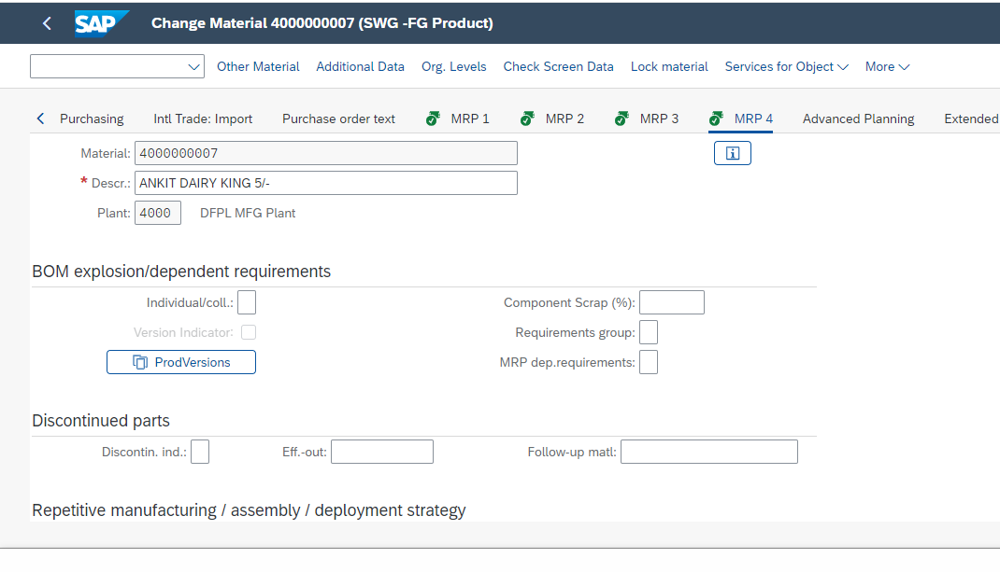 SAP Change Material 4000000007 (SWG -FG Product)
Other Material Additional Data Org. Levels Check Screen Data Lock material Services for Object More
Purchasing Intl Trade: Import Purchase order text MRP 1 MRP 2 MRP 3 MRP 4 Advanced Planning Extended
Material: 4000000007
* Descr.: ANKIT DAIRY KING 5/-
Plant: 4000 DFPL MFG Plant
BOM explosion/dependent requirements
Individual/coll.: Component Scrap (%):
Version Indicator: Requirements group:
ProdVersions MRP dep.requirements:
Discontinued parts
Discontin. ind.: Eff.-out: Follow-up matl:
Repetitive manufacturing / assembly / deployment strategy